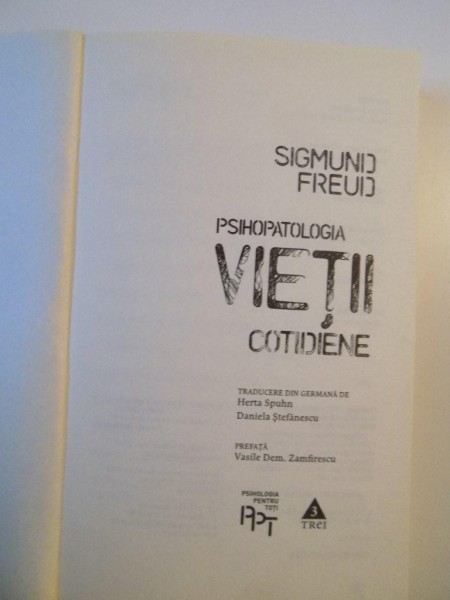 SIGMUND
FREUD
PSIHOPATOLOGIA
VIEȚII
COTIDIENE
TRADUCERE DIN GERMANĂ DE
Herta Spuhn
Daniela Ștefănescu
PREFAȚĂ
Vasile Dem. Zamfirescu
PSIHOLOGIA
PENTRU
TOȚI
PPT
3
TREI